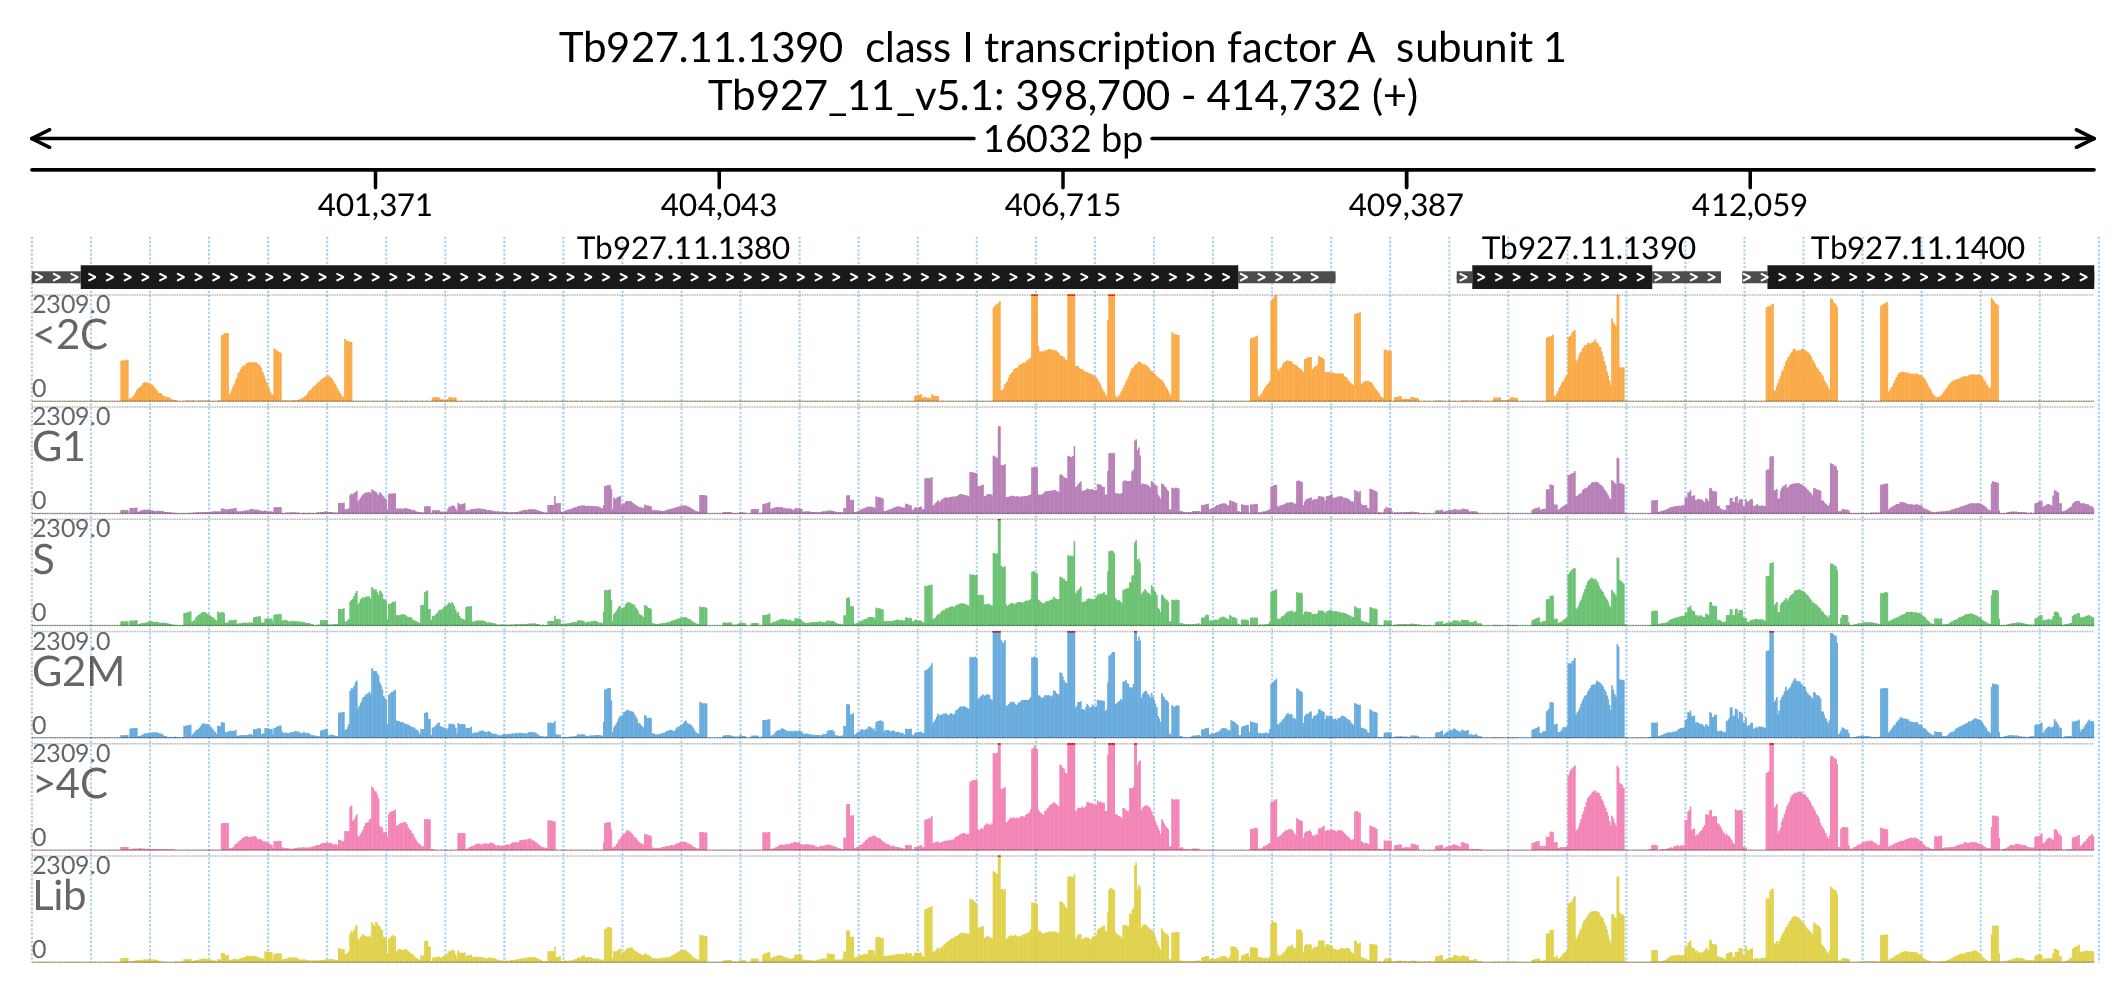 Tb927.11.1390 class I transcription factor A subunit 1
Tb927_11_v5.1: 398,700 - 414,732 (+)
16032 bp
401,371 404,043 406,715 409,387 412,059
Tb927.11.1380 Tb927.11.1390 Tb927.11.1400
2309.0
<2C
0
2309.0
G1
0
2309.0
S
0
2309.0
G2M
0
2309.0
>4C
0
2309.0
Lib
0